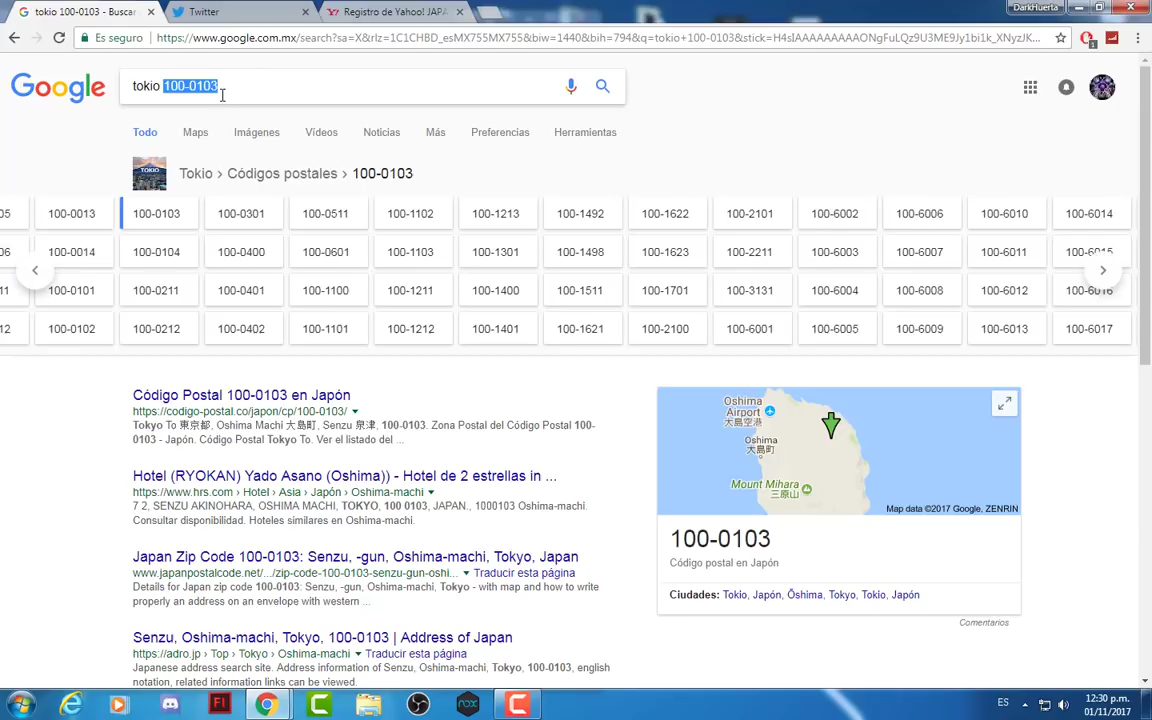 tokio 100-0103 - Buscar
Twitter
Registro de Yahoo! JAPA
DarkHuerta
Es seguro
https://www.google.com.mx/search?sa=X&rlz=1C1CHBD_esMX755MX755&biw=1440&bih=794&q=tokio+100-0103&stick=
1
Google
tokio 100-0103
Todo Maps Imágenes Vídeos Noticias Más Preferencias Herramientas
TOKIO
Tokio › Códigos postales › 100-0103
05 100-0013 100-0103 100-0301 100-0511 100-1102 100-1213 100-1492 100-1622 100-2101 100-6002 100-6006 100-6010 100-6014
06 100-0014 100-0104 100-0400 100-0601 100-1103 100-1301 100-1498 100-1623 100-2211 100-6003 100-6007 100-6011 100-6015
11 100-0101 100-0211 100-0401 100-1100 100-1211 100-1400 100-1511 100-1701 100-3131 100-6004 100-6008 100-6012 100-6016
12 100-0102 100-0212 100-0402 100-1101 100-1212 100-1401 100-1621 100-2100 100-6001 100-6005 100-6009 100-6013 100-6017
Código Postal 100-0103 en Japón
https://codigo-postal.co/japon/cp/100-0103/
Tokyo To 東京都, Oshima Machi 大島町, Senzu 泉津, 100-0103. Zona Postal del Código Postal 100-
0103 - Japón. Código Postal Tokyo To. Ver el listado del ...
Hotel (RYOKAN) Yado Asano (Oshima)) - Hotel de 2 estrellas in ...
https://www.hrs.com › Hotel › Asia › Japón › Oshima-machi
7 2, SENZU AKINOHARA, OSHIMA MACHI, TOKYO, 100 0103, JAPAN., 1000103 Oshima-machi.
Consultar disponibilidad. Hoteles similares en Oshima-machi.
Japan Zip Code 100-0103: Senzu, -gun, Oshima-machi, Tokyo, Japan
www.japanpostalcode.net/.../zip-code-100-0103-senzu-gun-oshi... Traducir esta página
Details for Japan zip code 100-0103: Senzu, -gun, Oshima-machi, Tokyo - with map and how to write
properly an address on an envelope with western ...
Senzu, Oshima-machi, Tokyo, 100-0103 | Address of Japan
https://adro.jp › Top › Tokyo › Oshima-machi Traducir esta página
Japanese address search site. Address information of Senzu, Oshima-machi, Tokyo, 100-0103, english
notation, related information links can be viewed.
Oshima
Airport
大島空港
Oshima
大島町
Mount Mihara
三原山
Map data ©2017 Google, ZENRIN
100-0103
Código postal en Japón
Ciudades: Tokio, Japón, Ōshima, Tokyo, Tokio, Japón
Comentarios
Fl
nox
ES
12:30 p.m.
01/11/2017